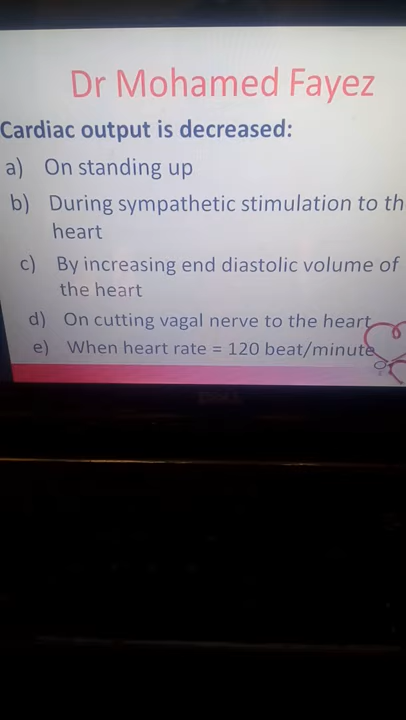 Dr Mohamed Fayez
Cardiac output is decreased:
a) On standing up
b) During sympathetic stimulation to th
heart
c) By increasing end diastolic volume of
the heart
d) On cutting vagal nerve to the heart
e) When heart rate = 120 beat/minute